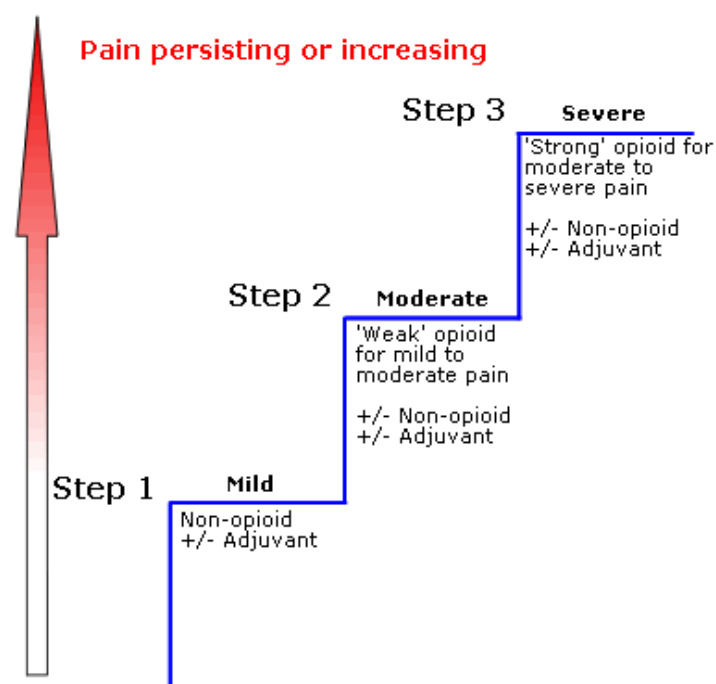 Pain persisting or increasing
Step 3
Severe
'Strong' opioid for
moderate to
severe pain
+/- Non-opioid
+/- Adjuvant
Step 2
Moderate
'Weak' opioid
for mild to
moderate pain
+/- Non-opioid
+/- Adjuvant
Step 1
Mild
Non-opioid
+/- Adjuvant